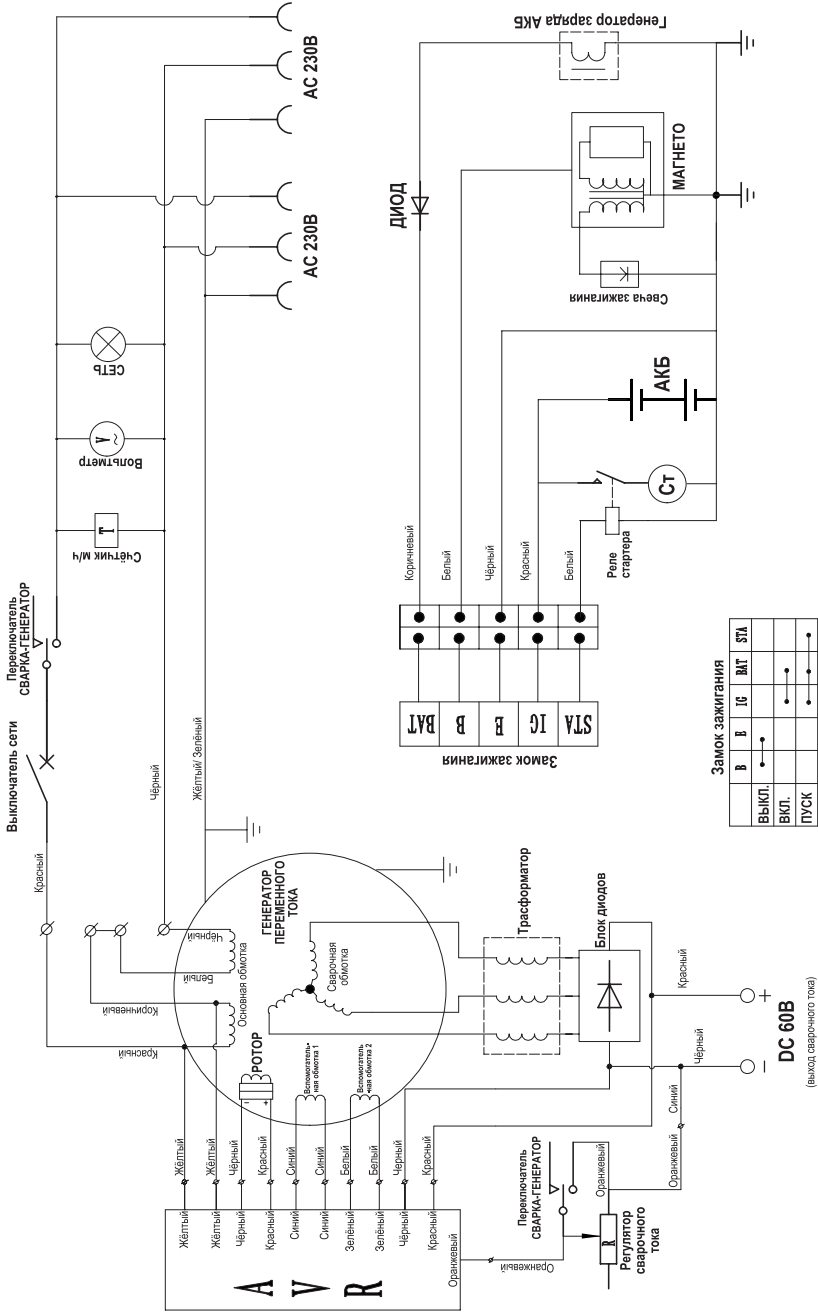 Выключатель сети
Переключатель
СВАРКА-ГЕНЕРАТОР
Счётчик м/ч
T
Вольтметр
V
~
СЕТЬ
AC 230В
AC 230В
Красный
Чёрный
Жёлтый/ Зелёный
Красный
Коричневый
Белый
Чёрный
Основная обмотка
ГЕНЕРАТОР
ПЕРЕМЕННОГО
ТОКА
Сварочная
обмотка
РОТОР
− +
Вспомогатель-
ная обмотка 1
Вспомогатель
-ная обмотка 2
Жёлтый Жёлтый
Жёлтый Жёлтый
Чёрный Чёрный
Красный Красный
Синий Синий
Синий Синий
Зелёный Белый
Зелёный Белый
Чёрный Черный
Красный Красный
Оранжевый
AVR
Оранжевый
Переключатель
СВАРКА-ГЕНЕРАТОР
R
Регулятор
сварочного
тока
Оранжевый
Оранжевый Синий
Трасформатор
Блок диодов
Чёрный
Красный
− +
DC 60В
(выход сварочного тока)
Генератор заряда АКБ
ДИОД
МАГНЕТО
Свеча зажигания
АКБ
Ст
Реле
стартера
Коричневый
Белый
Чёрный
Красный
Белый
BAT
B
E
IG
STA
Замок зажигания
Замок зажигания
B E IG BAT STA
ВЫКЛ.
ВКЛ.
ПУСК